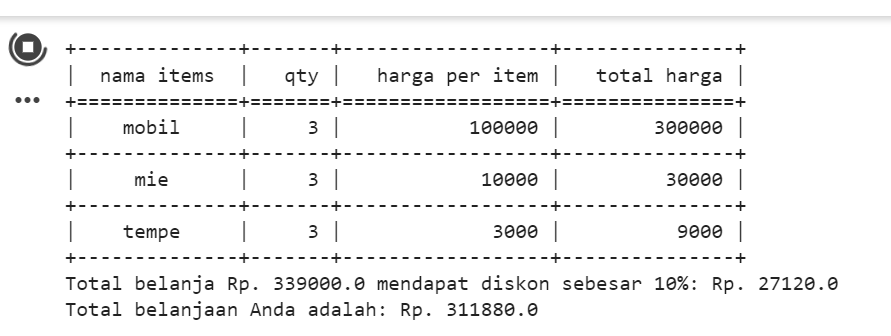 +--------------+-------+------------------+---------------+
|  nama items  |   qty |   harga per item |   total harga |
+==============+=======+==================+===============+
|    mobil     |     3 |           100000 |        300000 |
+--------------+-------+------------------+---------------+
|     mie      |     3 |            10000 |         30000 |
+--------------+-------+------------------+---------------+
|    tempe     |     3 |             3000 |          9000 |
+--------------+-------+------------------+---------------+
Total belanja Rp. 339000.0 mendapat diskon sebesar 10%: Rp. 27120.0
Total belanjaan Anda adalah: Rp. 311880.0